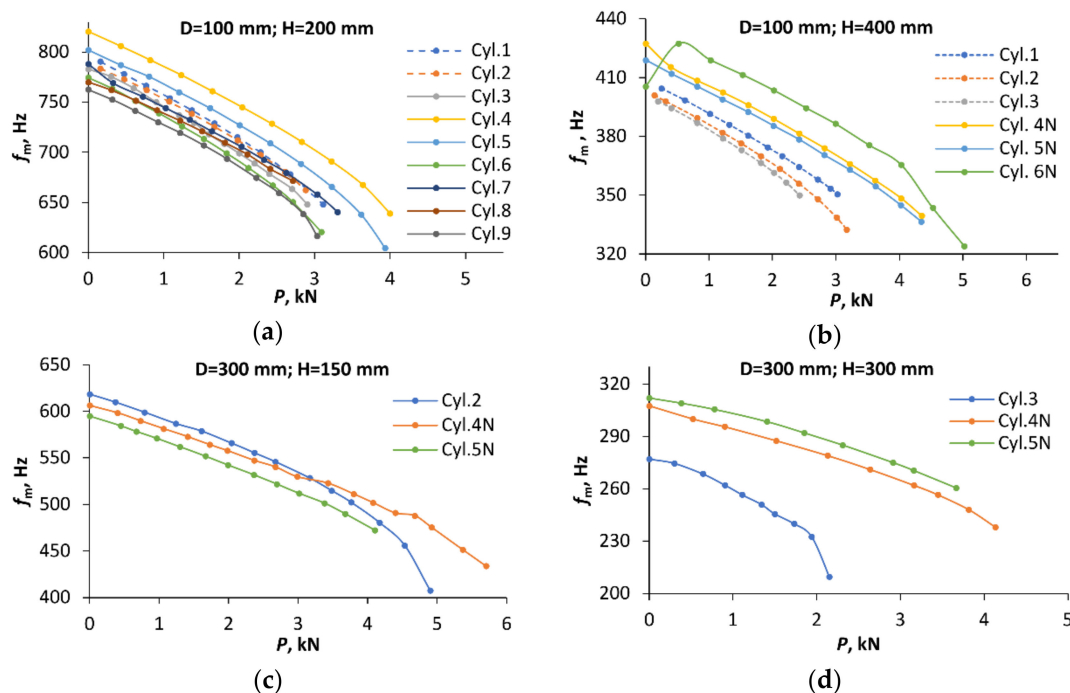 (a)
D=100 mm; H=200 mm
800
750
700
650
600
fm, Hz
0 1 2 3 4 5
P, kN
Cyl.1
Cyl.2
Cyl.3
Cyl.4
Cyl.5
Cyl.6
Cyl.7
Cyl.8
Cyl.9
(b)
D=100 mm; H=400 mm
440
410
380
350
320
fm, Hz
0 1 2 3 4 5 6
P, kN
Cyl.1
Cyl.2
Cyl.3
Cyl. 4N
Cyl. 5N
Cyl. 6N
(c)
D=300 mm; H=150 mm
650
600
550
500
450
400
fm, Hz
0 1 2 3 4 5 6
P, kN
Cyl.2
Cyl.4N
Cyl.5N
(d)
D=300 mm; H=300 mm
320
290
260
230
200
fm, Hz
0 1 2 3 4 5
P, kN
Cyl.3
Cyl.4N
Cyl.5N